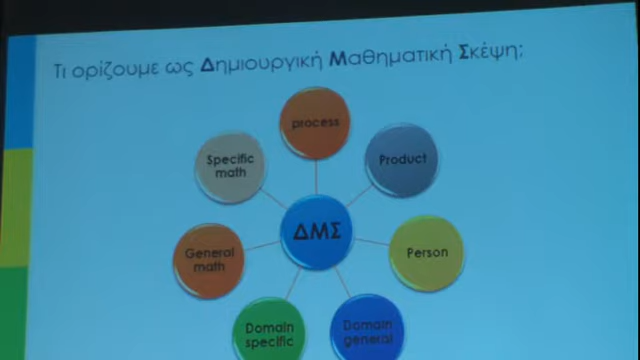 Τι ορίζουμε ως Δημιουργική Μαθηματική Σκέψη;
process
Specific
math
Product
ΔΜΣ
General
math
Person
Domain
specific
Domain
general